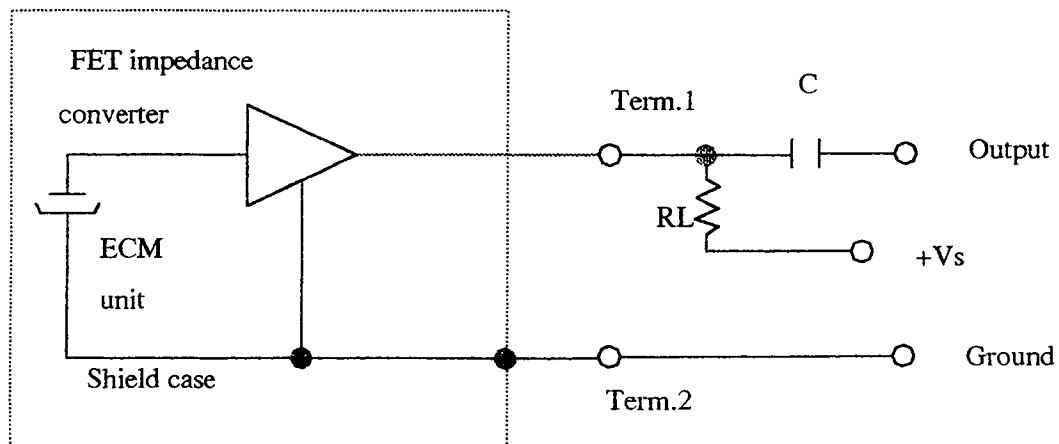 FET impedance
converter
Term.1
C
Output
RL
+Vs
ECM
unit
Shield case
Term.2
Ground